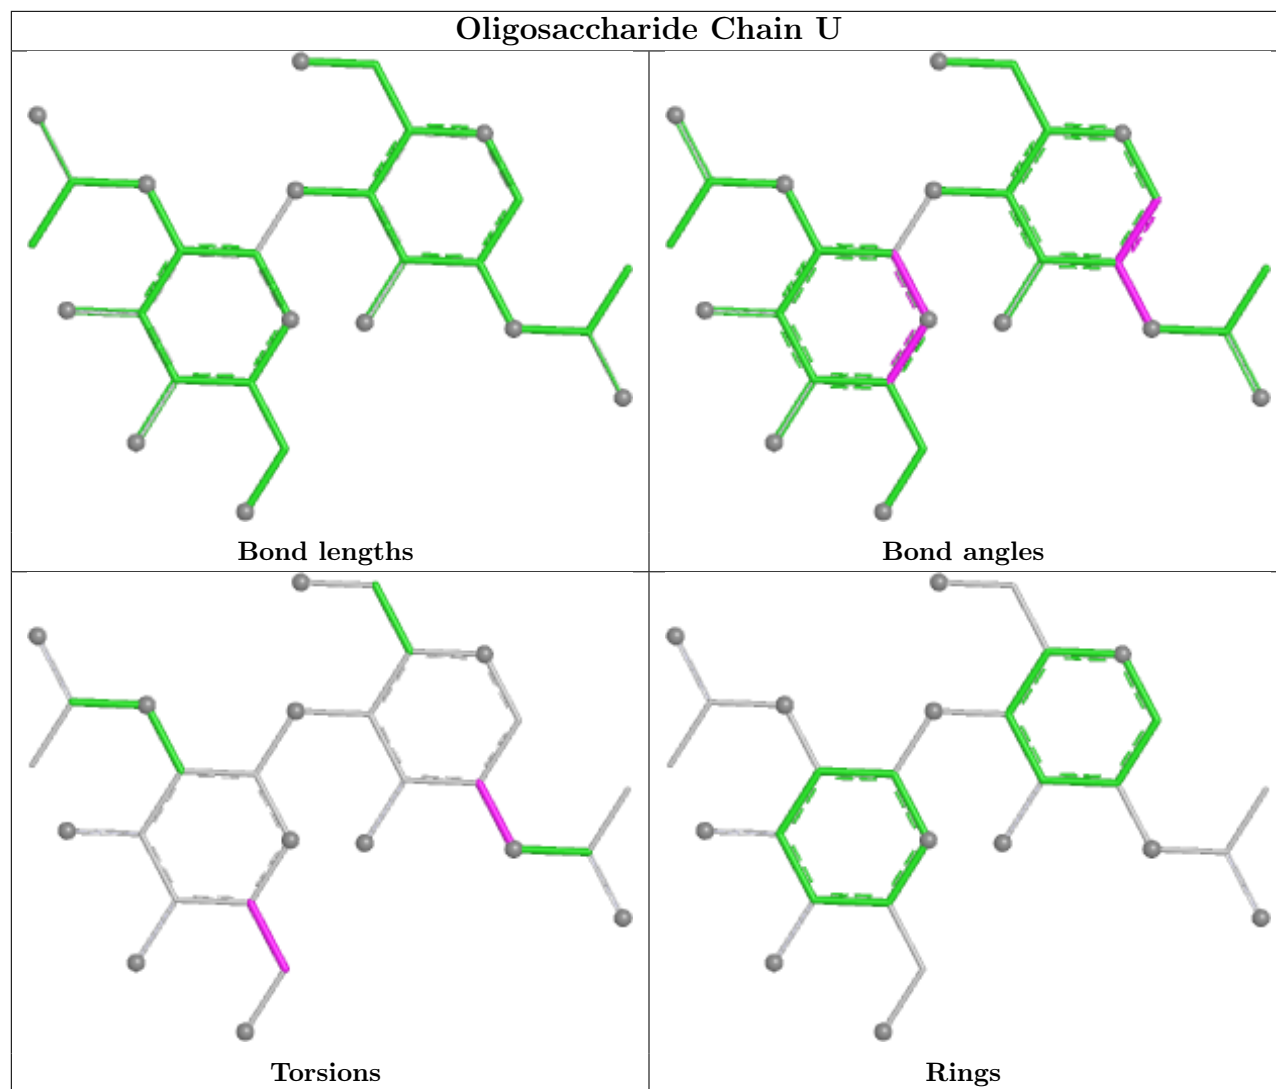 Oligosaccharide Chain U
Bond lengths
Bond angles
Torsions
Rings